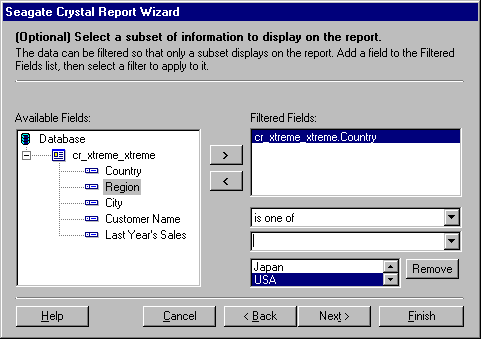 Seagate Crystal Report Wizard
(Optional) Select a subset of information to display on the report.
The data can be filtered so that only a subset displays on the report. Add a field to the Filtered
Fields list, then select a filter to apply to it.
Available Fields:
Database
cr_xtreme_xtreme
Country
Region
City
Customer Name
Last Year's Sales
>
<
Filtered Fields:
cr_xtreme_xtreme.Country
is one of
Japan
USA
Remove
Help
Cancel
< Back
Next >
Finish